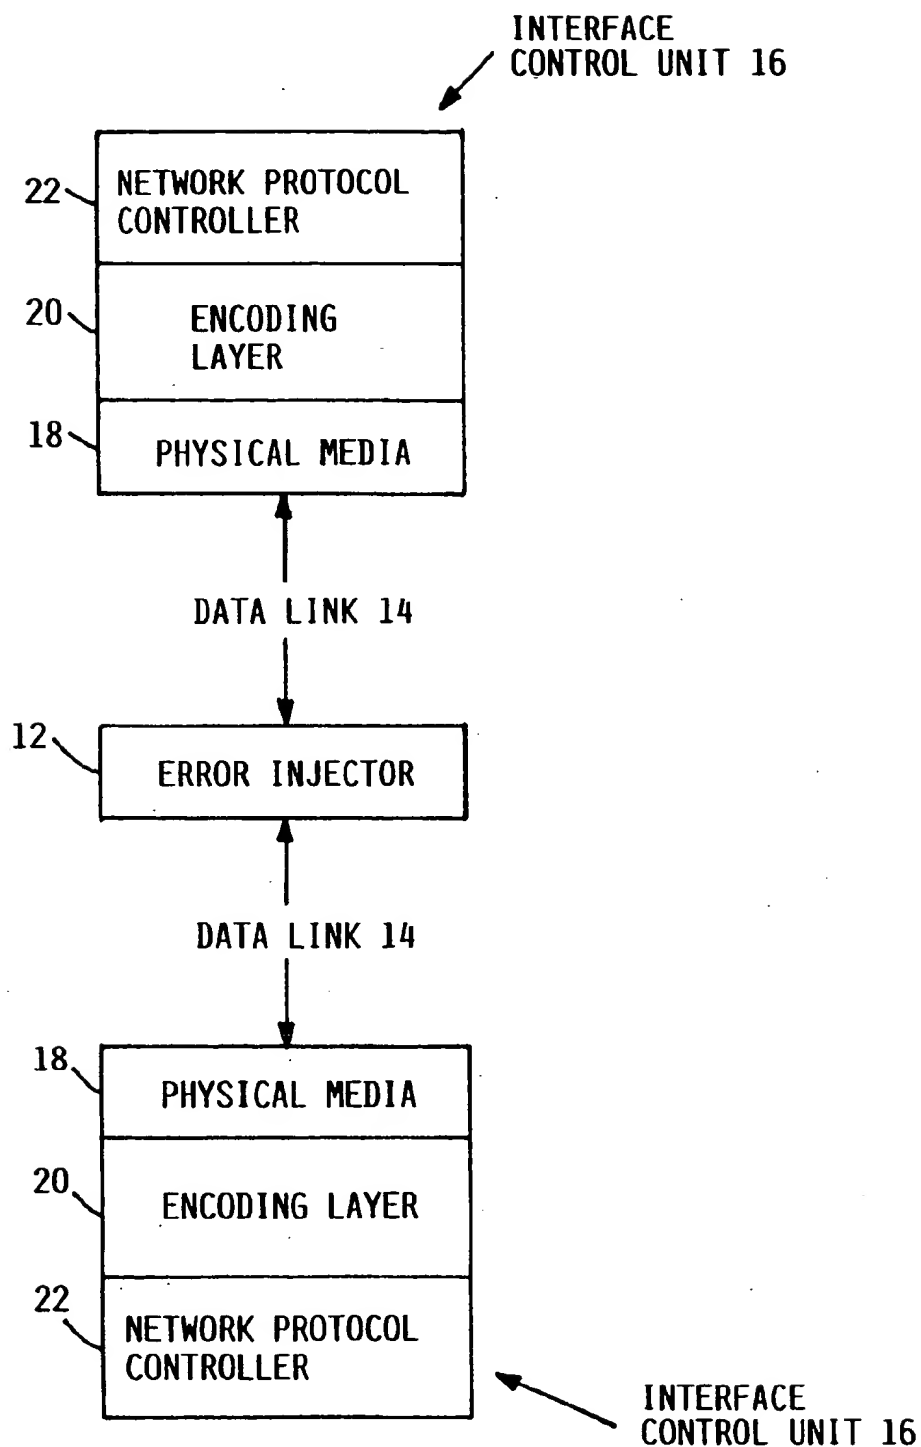 INTERFACE
CONTROL UNIT 16
22
NETWORK PROTOCOL
CONTROLLER
20
ENCODING
LAYER
18
PHYSICAL MEDIA
DATA LINK 14
12
ERROR INJECTOR
DATA LINK 14
18
PHYSICAL MEDIA
20
ENCODING LAYER
22
NETWORK PROTOCOL
CONTROLLER
INTERFACE
CONTROL UNIT 16